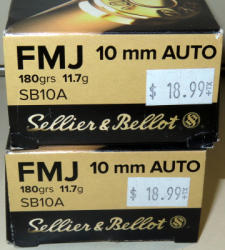 FMJ 10 mm AUTO
180grs 11.7g
SB10A
$ 18.99
Sellier & Bellot S
FMJ 10 mm AUTO
180grs 11.7g
SB10A
$ 18.99
Sellier & Bellot S